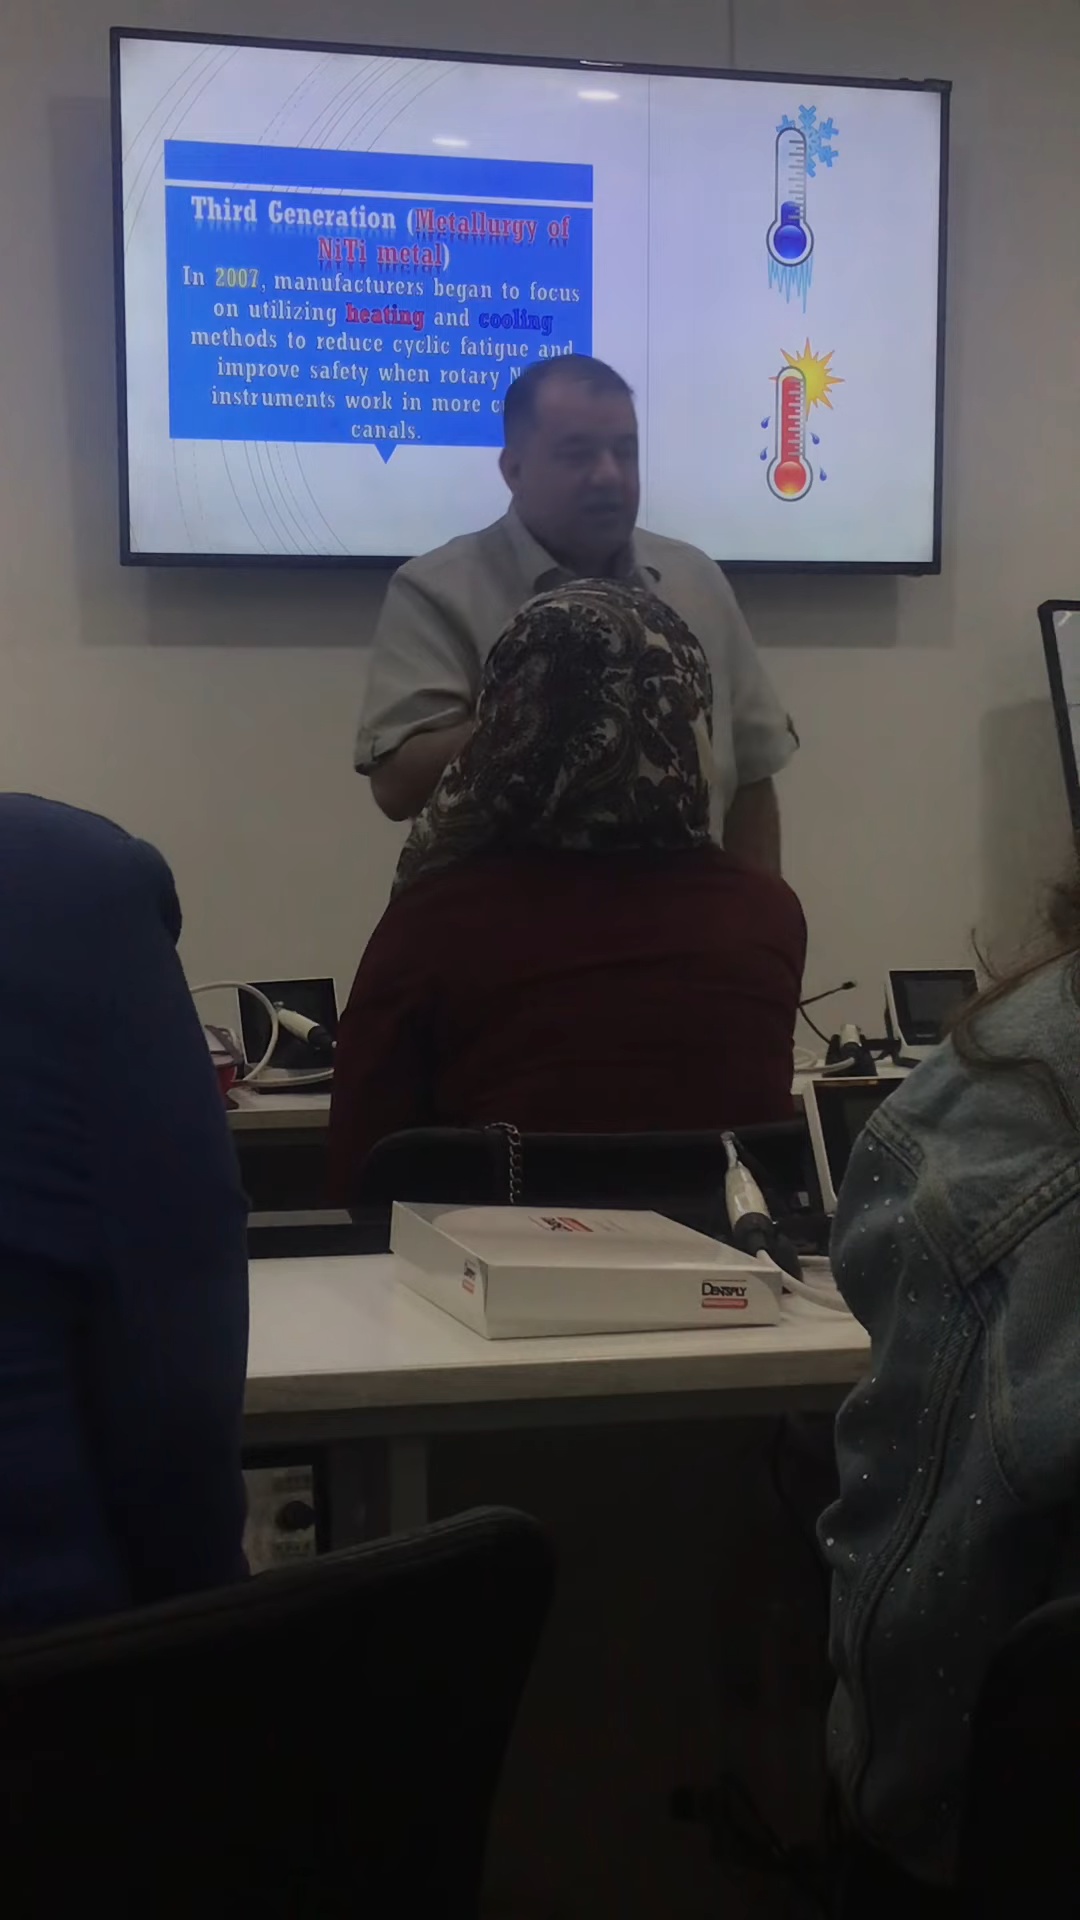 Third Generation (Metallurgy of
NiTi metal)
In 2007, manufacturers began to focus
on utilizing heating and cooling
methods to reduce cyclic fatigue and
improve safety when rotary
instruments work in more
canals.
DENTSPLY